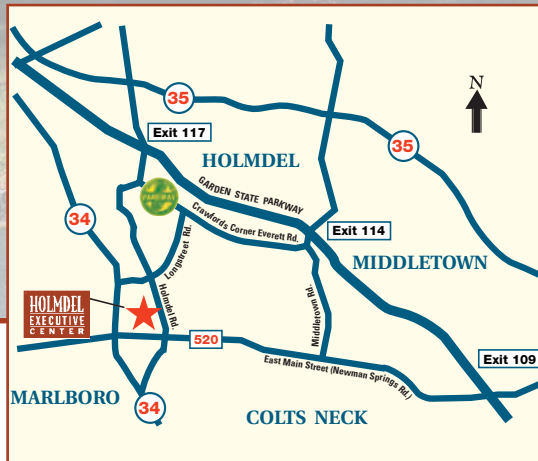 35
Exit 117
N
HOLMDEL
35
GARDEN STATE PARKWAY
PARKWAY
Crawfords Corner Everett Rd.
34
Exit 114
Longstreet Rd.
MIDDLETOWN
Holmdel Rd.
HOLMDEL
EXECUTIVE
CENTER
Middletown Rd.
520
East Main Street (Newman Springs Rd.)
Exit 109
MARLBORO
34
COLTS NECK